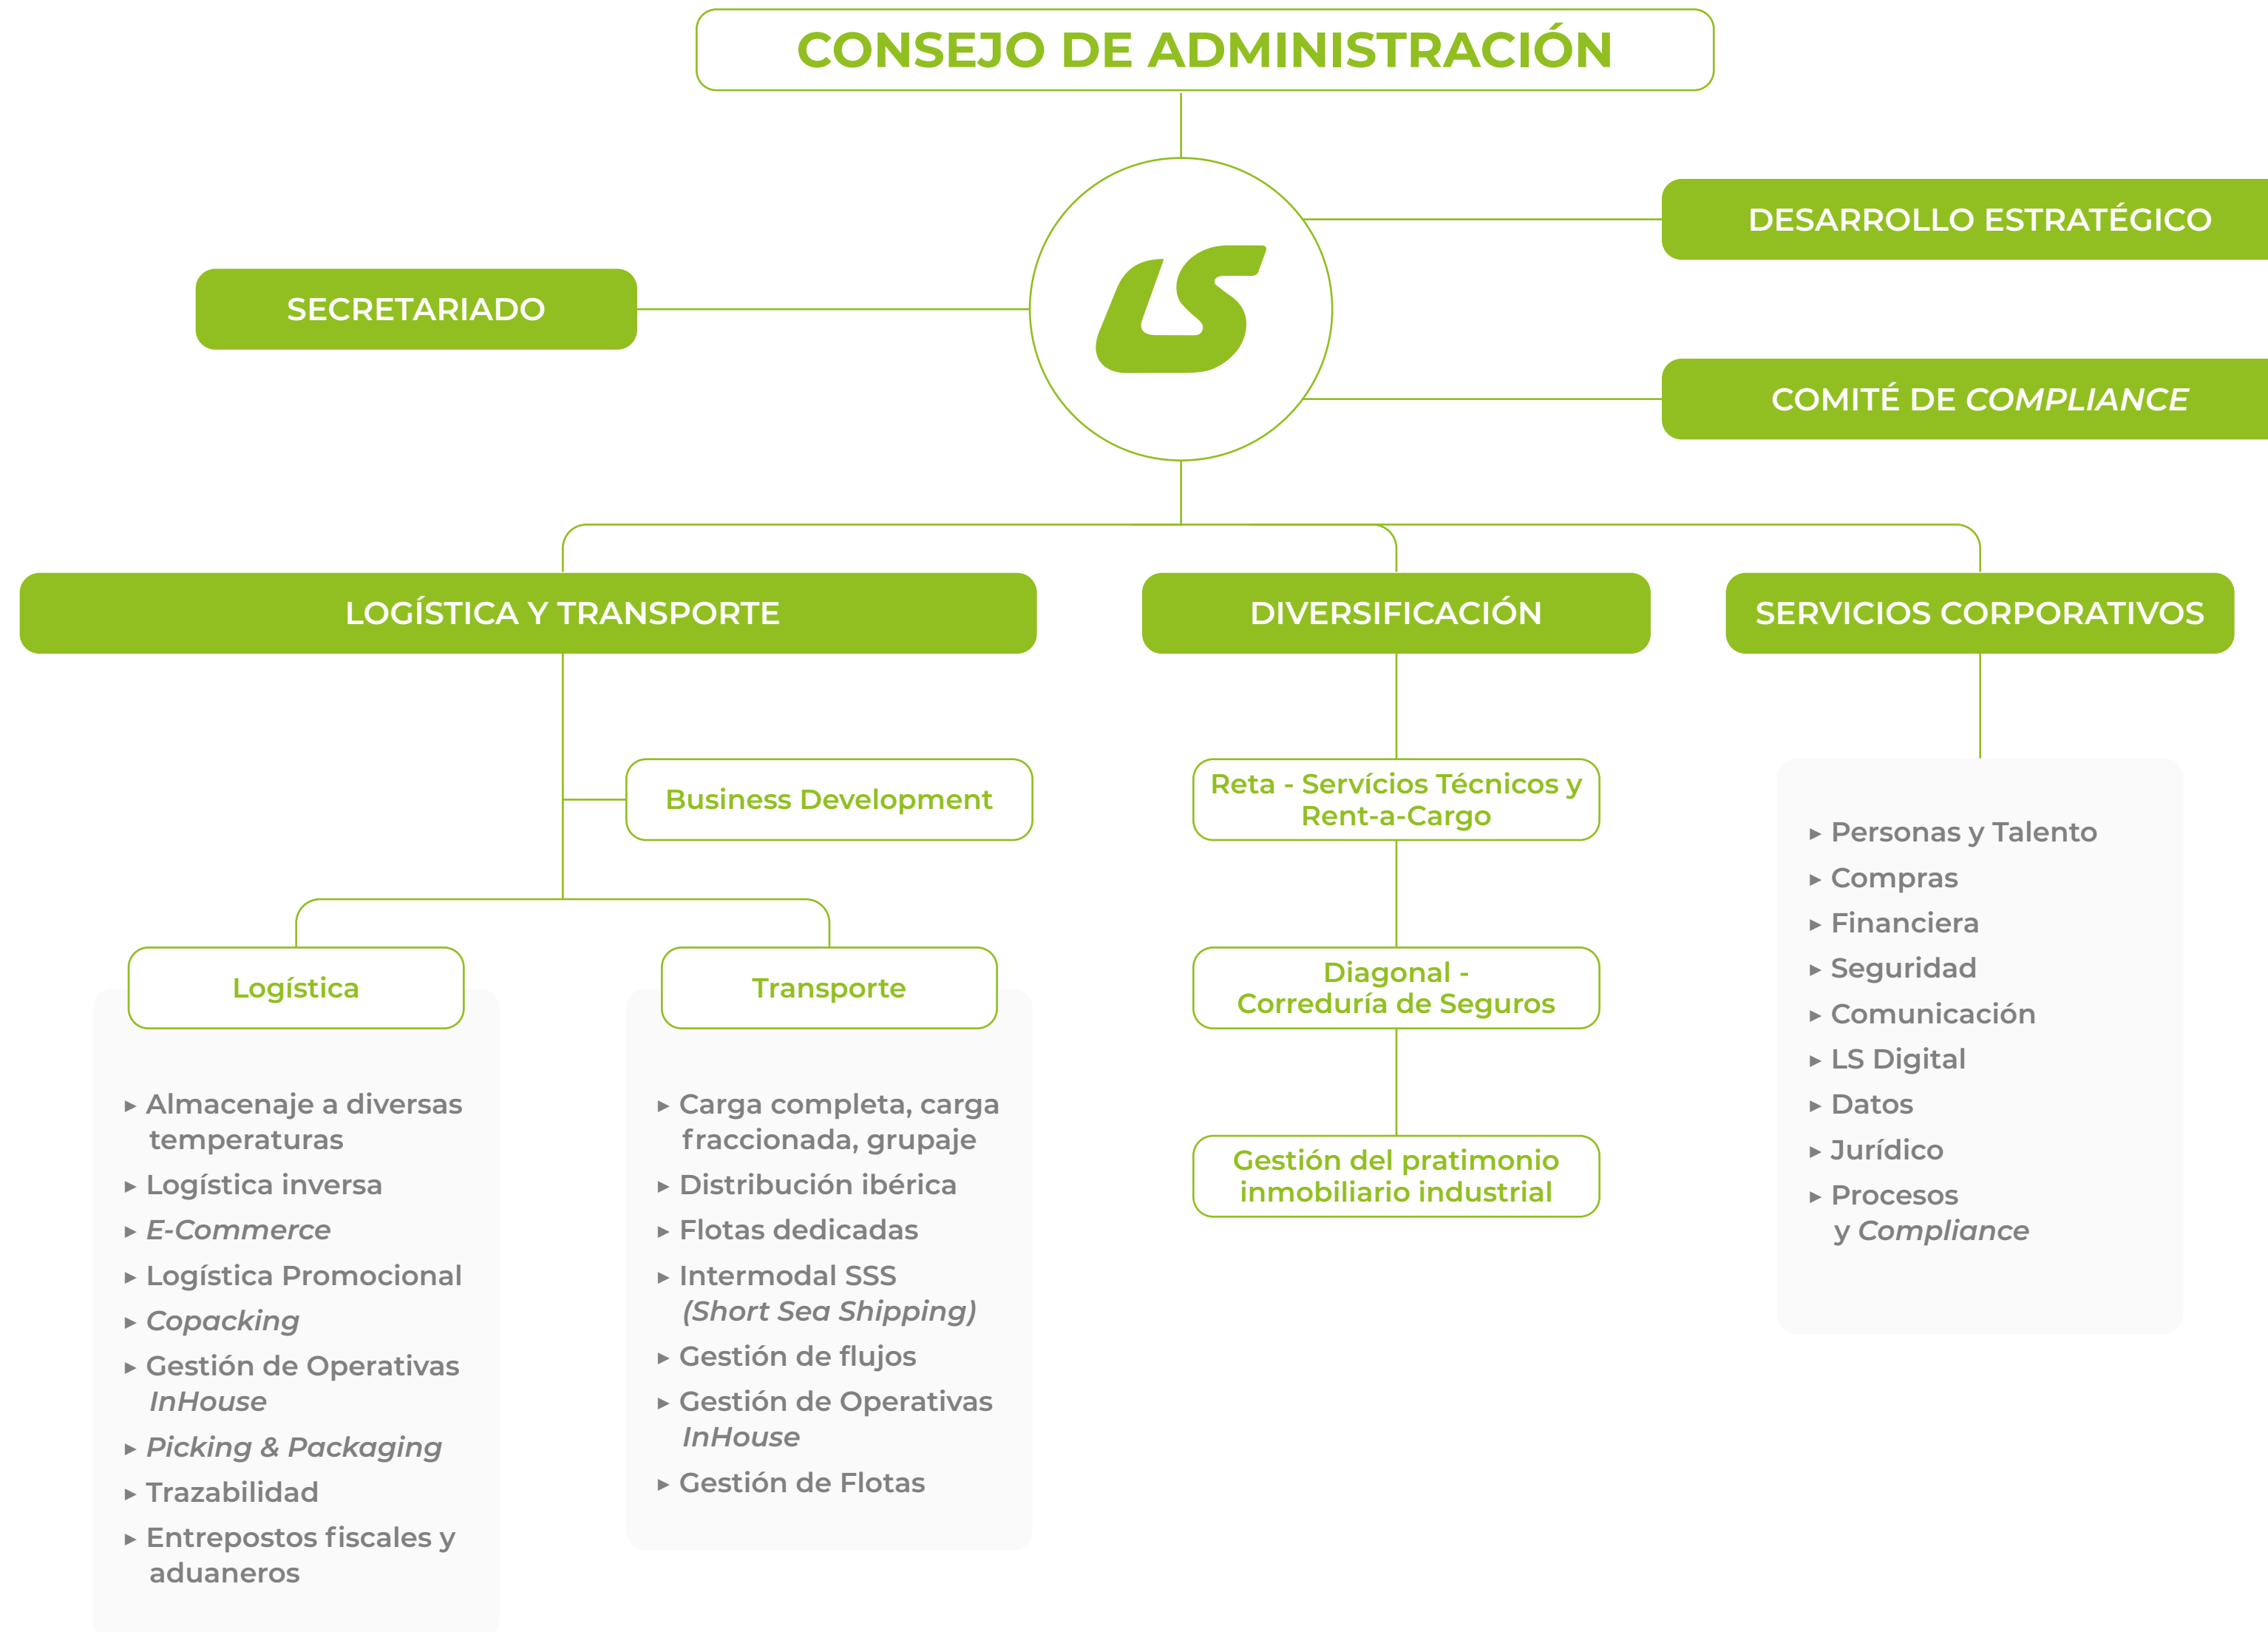 CONSEJO DE ADMINISTRACIÓN
DESARROLLO ESTRATÉGICO
LS
SECRETARIADO
COMITÉ DE COMPLIANCE
LOGÍSTICA Y TRANSPORTE
DIVERSIFICACIÓN
SERVICIOS CORPORATIVOS
Business Development
Logística
▸ Almacenaje a diversas
temperaturas
▸ Logística inversa
▸ E-Commerce
▸ Logística Promocional
▸ Copacking
▸ Gestión de Operativas
InHouse
▸ Picking & Packaging
▸ Trazabilidad
▸ Entrepostos fiscales y
aduaneros
Transporte
▸ Carga completa, carga
fraccionada, grupaje
▸ Distribución ibérica
▸ Flotas dedicadas
▸ Intermodal SSS
(Short Sea Shipping)
▸ Gestión de flujos
▸ Gestión de Operativas
InHouse
▸ Gestión de Flotas
Reta - Servícios Técnicos y
Rent-a-Cargo
Diagonal -
Correduría de Seguros
Gestión del pratimonio
inmobiliario industrial
▸ Personas y Talento
▸ Compras
▸ Financiera
▸ Seguridad
▸ Comunicación
▸ LS Digital
▸ Datos
▸ Jurídico
▸ Procesos
y Compliance